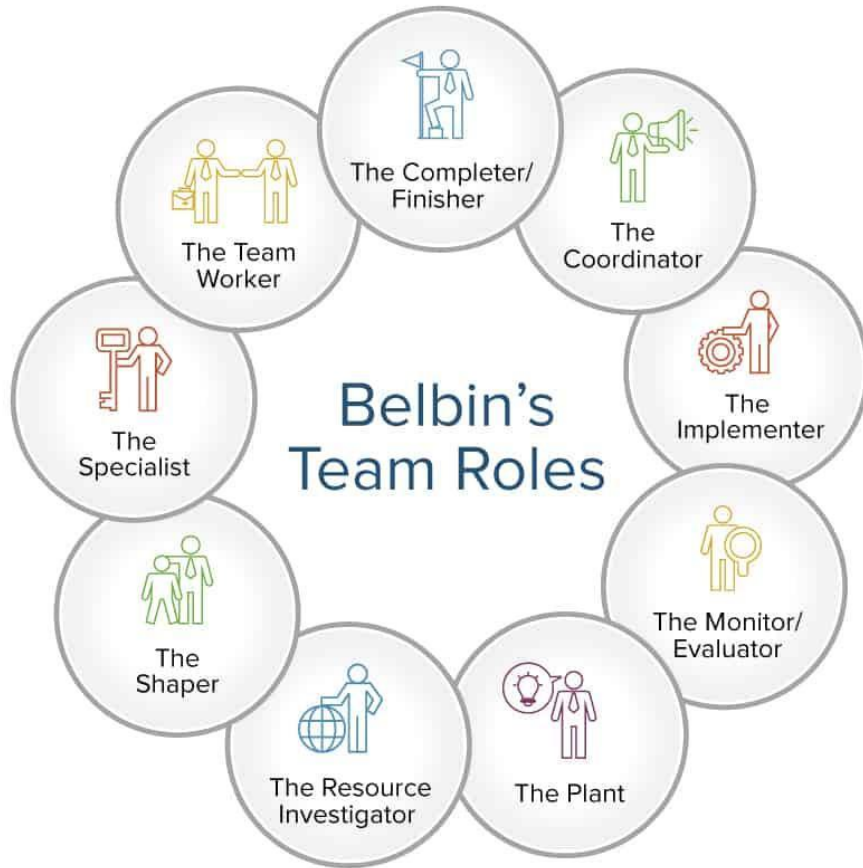 The Completer/
Finisher
The
Coordinator
The
Implementer
The Monitor/
Evaluator
The Plant
The Resource
Investigator
The
Shaper
The
Specialist
The Team
Worker
Belbin’s
Team Roles